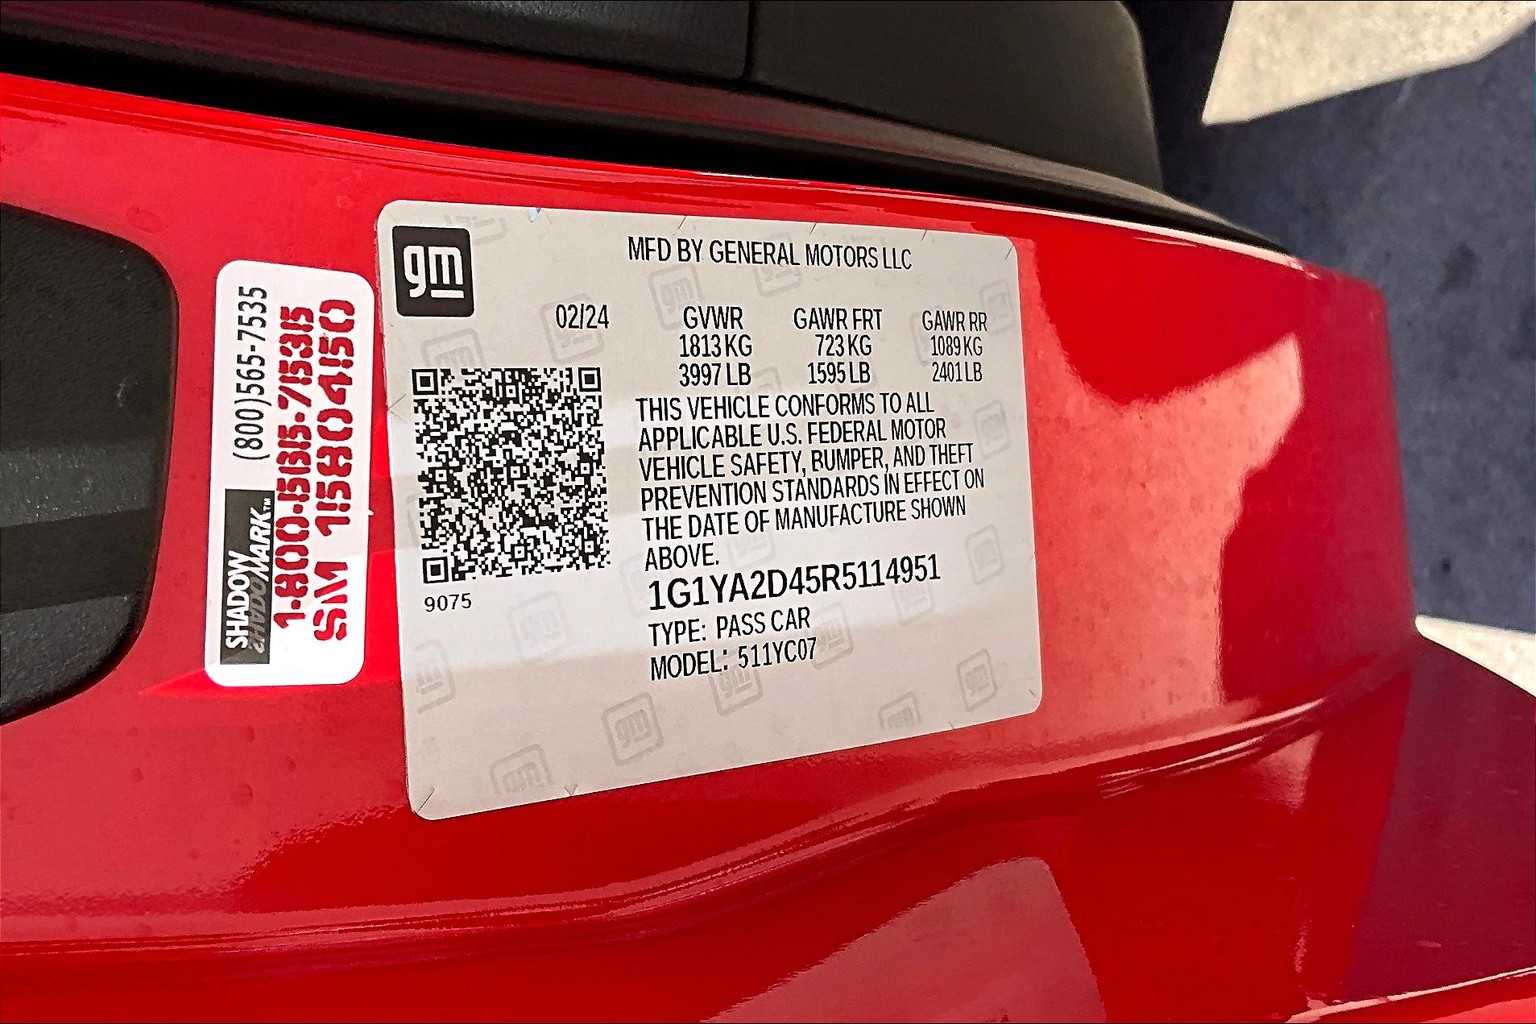 gm
MFD BY GENERAL MOTORS LLC
02/24
GVWR
1813 KG
3997 LB
GAWR FRT
723 KG
1595 LB
GAWR RR
1089 KG
2401 LB
THIS VEHICLE CONFORMS TO ALL
APPLICABLE U.S. FEDERAL MOTOR
VEHICLE SAFETY, BUMPER, AND THEFT
PREVENTION STANDARDS IN EFFECT ON
THE DATE OF MANUFACTURE SHOWN
ABOVE.
1G1YA2D45R5114951
TYPE: PASS CAR
MODEL: 511YC07
9075
SHADOW
MARK™
(800)565-7535
1-800-565-7535
SM 1580450